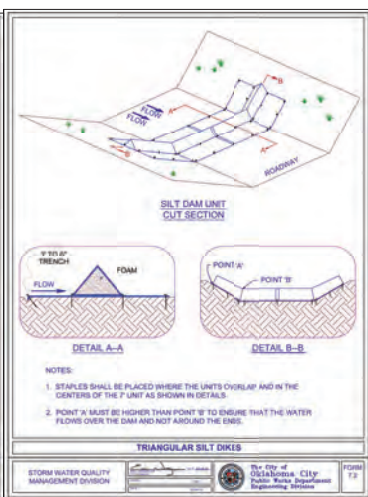 B
A
FLOW
FLOW
A
B
ROADWAY
SILT DAM UNIT
CUT SECTION
TRENCH
FOAM
FLOW
DETAIL A-A
POINT 'A'
POINT 'B'
DETAIL B-B
NOTES:
1. STAPLES SHALL BE PLACED WHERE THE UNITS OVERLAP AND IN THE
CENTERS OF THE 7' UNIT AS SHOWN IN DETAILS.
2. POINT 'A' MUST BE HIGHER THAN POINT 'B' TO ENSURE THAT THE WATER
FLOWS OVER THE DAM AND NOT AROUND THE ENDS.
TRIANGULAR SILT DIKES
STORM WATER QUALITY
MANAGEMENT DIVISION
The City of
Oklahoma City
Public Works Department
Engineering Division
FORM
7.2